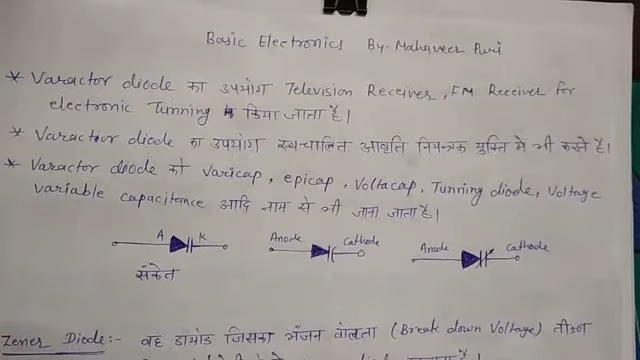 Basic Electronics By- Mahaveer Puri
* Varactor diode का उपयोग Television Receiver, FM Receiver for
electronic Tunning में किया जाता है।
* Varactor diode का उपयोग स्वचालित आवृति नियन्त्रक युक्ति में भी करते है।
* Varactor diode को Varicap, epicap, Voltacap, Tunning diode, Voltage
variable capacitance आदि नाम से भी जाना जाता है।
A K
Anode Cathode
Anode Cathode
संकेत
Zener Diode:- वह डायोड जिसका भंजन वोल्टता (Break down Voltage) तीक्ष्ण